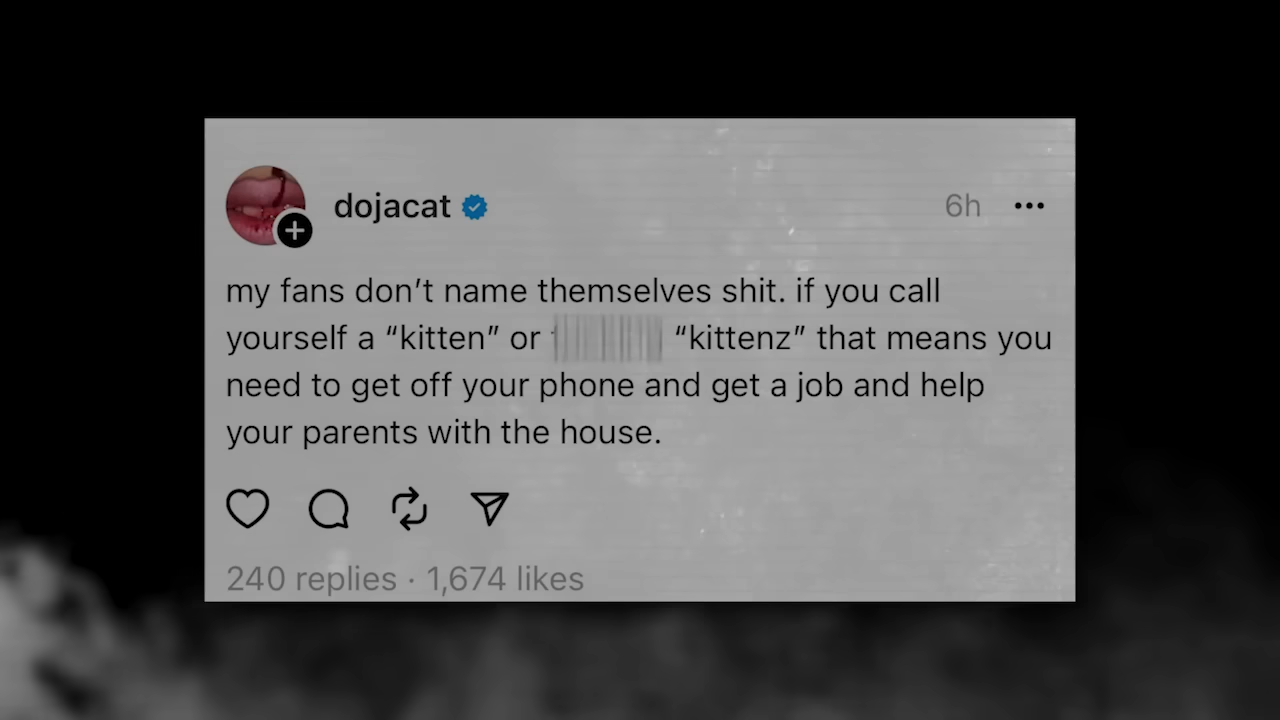 dojacat
6h
my fans don’t name themselves shit. if you call
yourself a “kitten” or “kittenz” that means you
need to get off your phone and get a job and help
your parents with the house.
240 replies · 1,674 likes